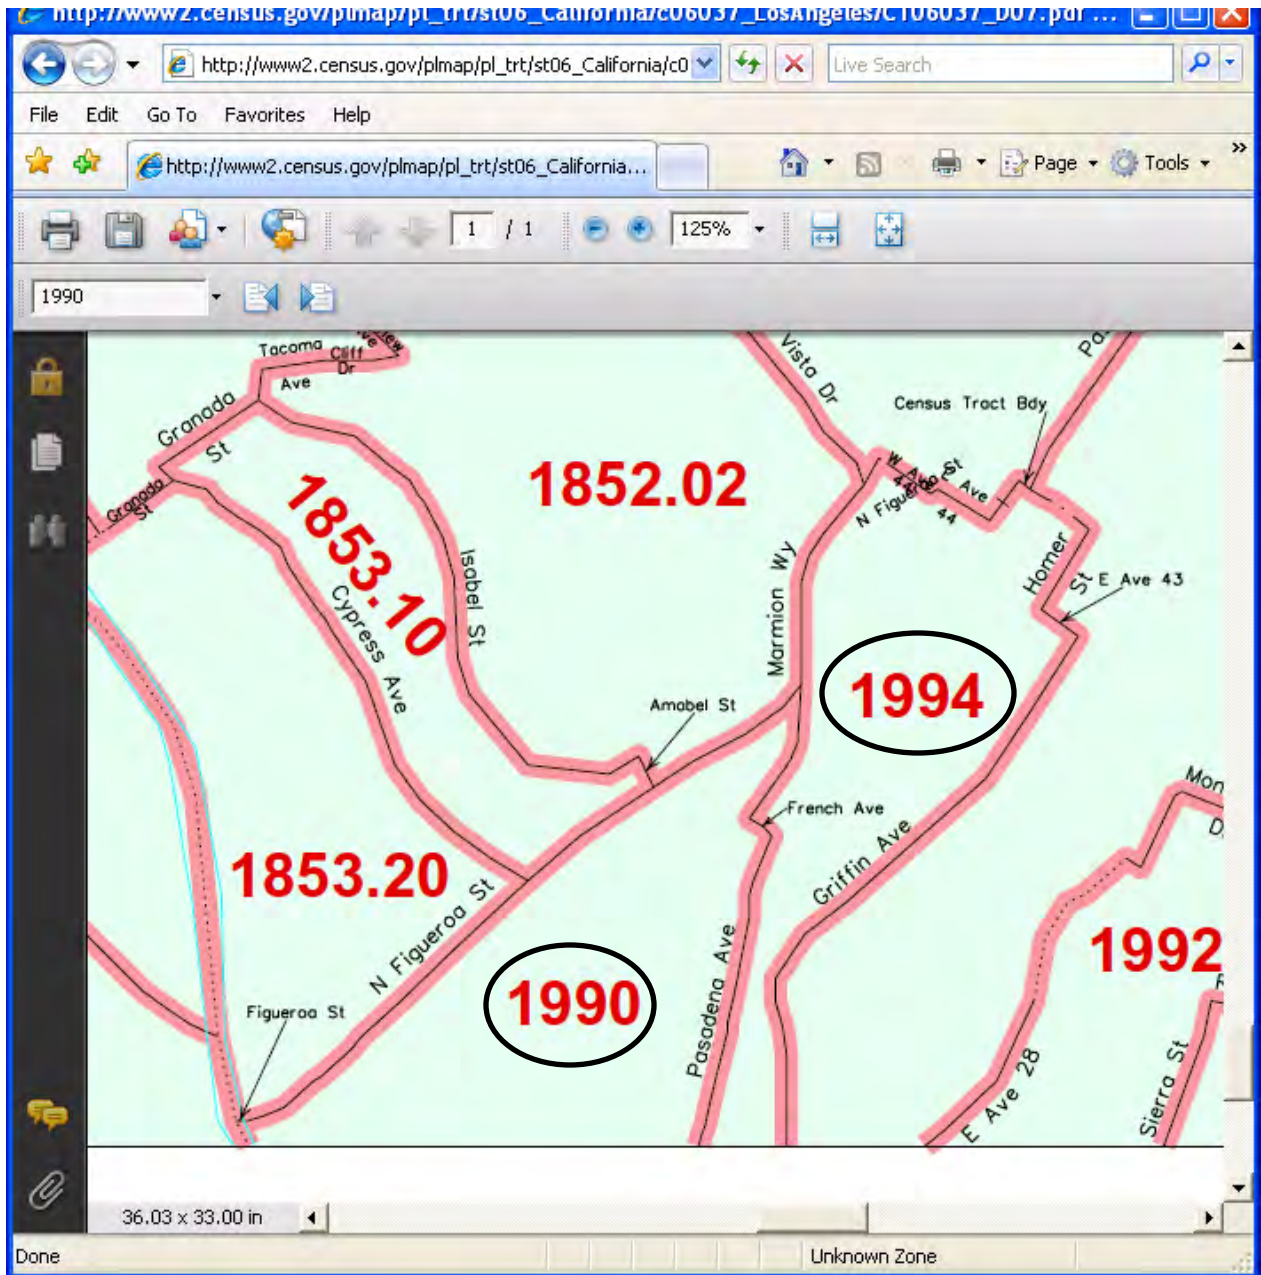 http://www2.census.gov/plmap/pl_trt/st06_California/c06037_LosAngeles/CT06037_D07.pdf ...
http://www2.census.gov/plmap/pl_trt/st06_California/c0
Live Search
File Edit Go To Favorites Help
http://www2.census.gov/plmap/pl_trt/st06_California...
Page Tools »
1 / 1 125%
1990
Tacoma Ave
Cliff Dr
Vista Dr
Granada St
Census Tract Bdy
1852.02
W Ave 44
N Figueroa St
E Ave 44
Granada St
1853.10
Isabel St
Cypress Ave
Marmion Wy
Homer St
E Ave 43
1994
Amabel St
French Ave
Griffin Ave
1853.20
N Figueroa St
1992
1990
Pasadena Ave
Figueroa St
E Ave 28
Sierra St
36.03 x 33.00 in
Done
Unknown Zone